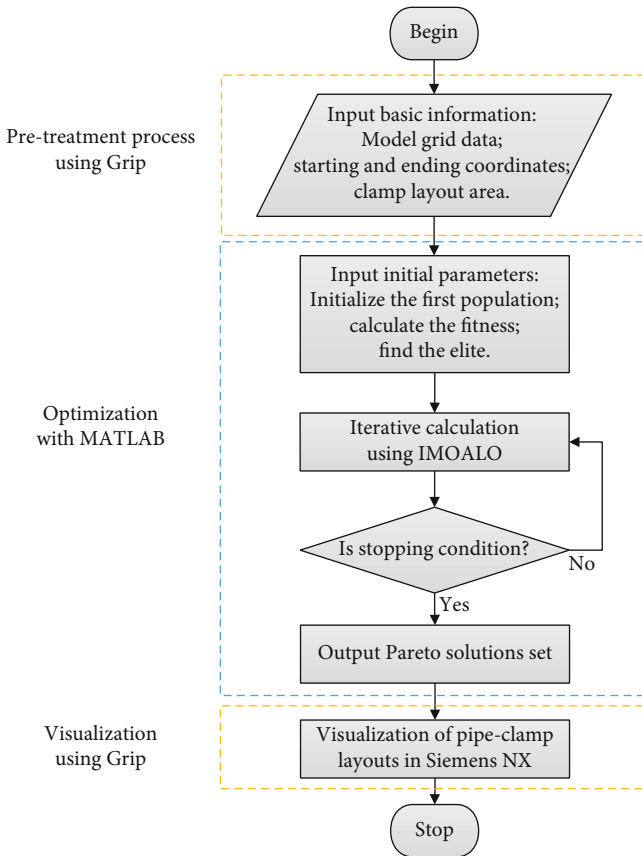 Begin
Pre-treatment process
using Grip
Input basic information:
Model grid data;
starting and ending coordinates;
clamp layout area.
Input initial parameters:
Initialize the first population;
calculate the fitness;
find the elite.
Optimization
with MATLAB
Iterative calculation
using IMOALO
Is stopping condition?
No
Yes
Output Pareto solutions set
Visualization
using Grip
Visualization of pipe-clamp
layouts in Siemens NX
Stop